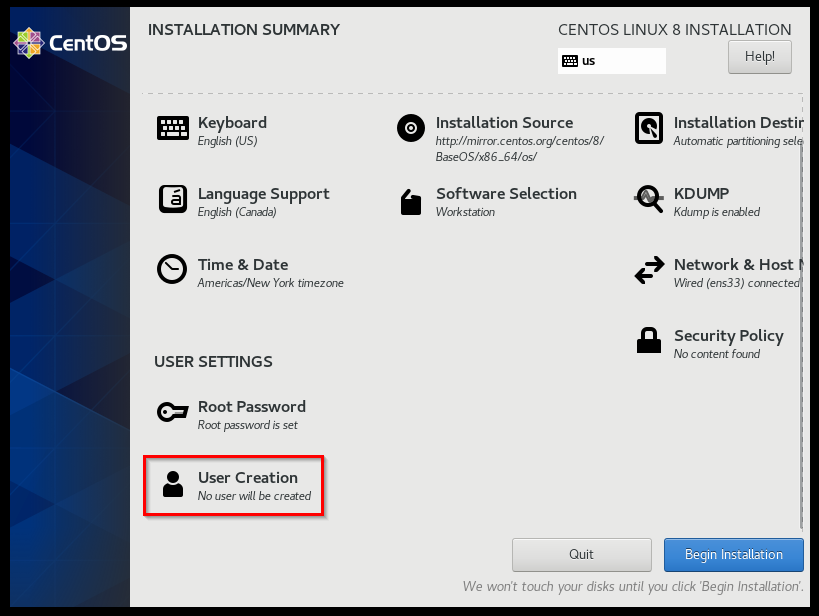 CentOS
INSTALLATION SUMMARY
CENTOS LINUX 8 INSTALLATION
us
Help!
Keyboard
English (US)
Installation Source
http://mirror.centos.org/centos/8/
BaseOS/x86_64/os/
Installation Destin
Automatic partitioning sele
Language Support
English (Canada)
Software Selection
Workstation
KDUMP
Kdump is enabled
Time & Date
Americas/New York timezone
Network & Host N
Wired (ens33) connected
Security Policy
No content found
USER SETTINGS
Root Password
Root password is set
User Creation
No user will be created
Quit
Begin Installation
We won't touch your disks until you click 'Begin Installation'.